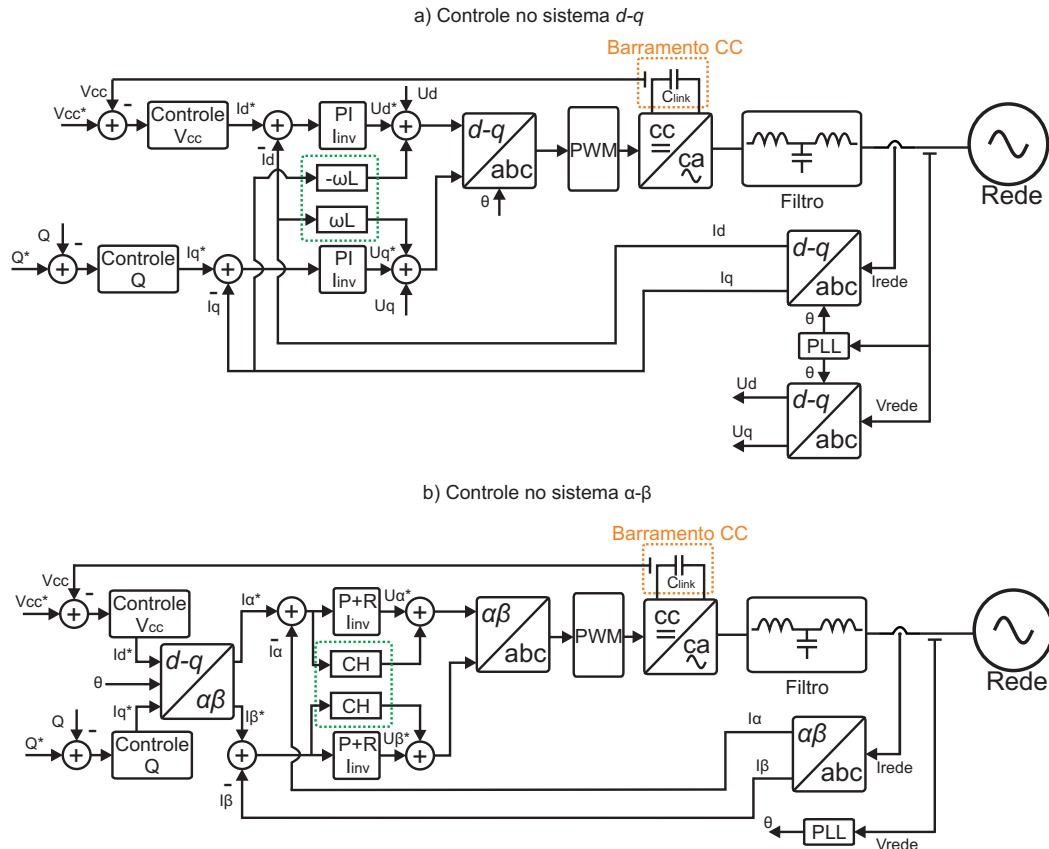 a) Controle no sistema d-q
Barramento CC
Clink
Vcc
Vcc*
Controle
Vcc
Id*
Id
PI
Iinv
Ud*
Ud
-ωL
ωL
d-q
abc
θ
PWM
cc
ca
Filtro
Rede
Q
Q*
Controle
Q
Iq*
Iq
PI
Iinv
Uq*
Uq
Id
Iq
d-q
abc
Irede
θ
PLL
θ
Ud
Uq
d-q
abc
Vrede
b) Controle no sistema α-β
Barramento CC
Clink
Vcc
Vcc*
Controle
Vcc
Id*
θ
d-q
αβ
Iα*
Iα
P+R
Iinv
Uα*
CH
CH
αβ
abc
PWM
cc
ca
Filtro
Rede
Q
Q*
Controle
Q
Iq*
Iβ*
Iβ
P+R
Iinv
Uβ*
Iα
Iβ
αβ
abc
Irede
θ
PLL
Vrede